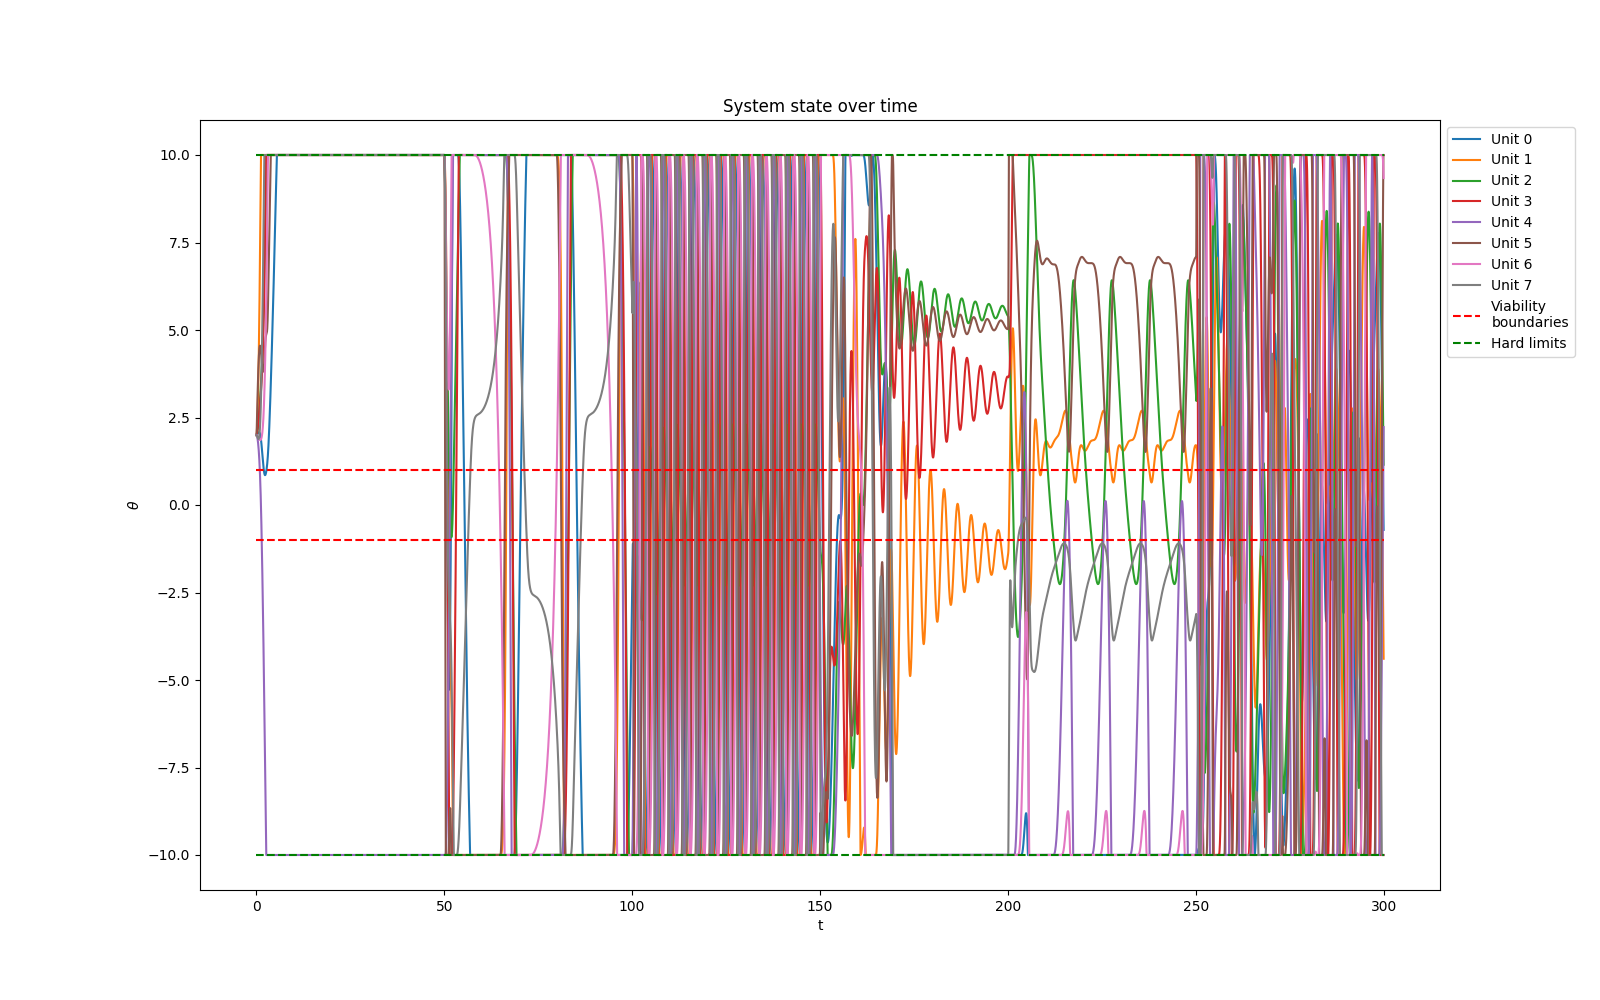 System state over time
10.0
7.5
5.0
2.5
0.0
−2.5
−5.0
−7.5
−10.0
θ
0
50
100
150
200
250
300
t
Unit 0
Unit 1
Unit 2
Unit 3
Unit 4
Unit 5
Unit 6
Unit 7
Viability
boundaries
Hard limits